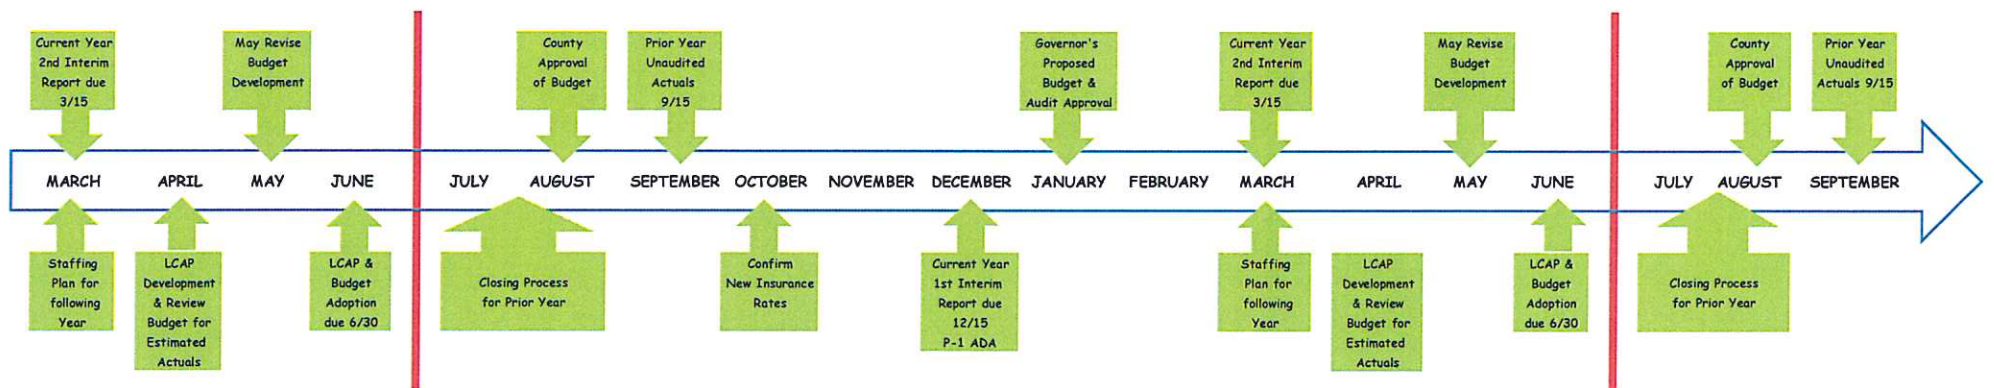 Current Year
2nd Interim
Report due
3/15
May Revise
Budget
Development
County
Approval
of Budget
Prior Year
Unaudited
Actuals
9/15
Governor's
Proposed
Budget &
Audit Approval
Current Year
2nd Interim
Report due
3/15
May Revise
Budget
Development
County
Approval
of Budget
Prior Year
Unaudited
Actuals 9/15
MARCH APRIL MAY JUNE JULY AUGUST SEPTEMBER OCTOBER NOVEMBER DECEMBER JANUARY FEBRUARY MARCH APRIL MAY JUNE JULY AUGUST SEPTEMBER
Staffing
Plan for
following
Year
LCAP
Development
& Review
Budget for
Estimated
Actuals
LCAP &
Budget
Adoption
due 6/30
Closing Process
for Prior Year
Confirm
New Insurance
Rates
Current Year
1st Interim
Report due
12/15
P-1 ADA
Staffing
Plan for
following
Year
LCAP
Development
& Review
Budget for
Estimated
Actuals
LCAP &
Budget
Adoption
due 6/30
Closing Process
for Prior Year